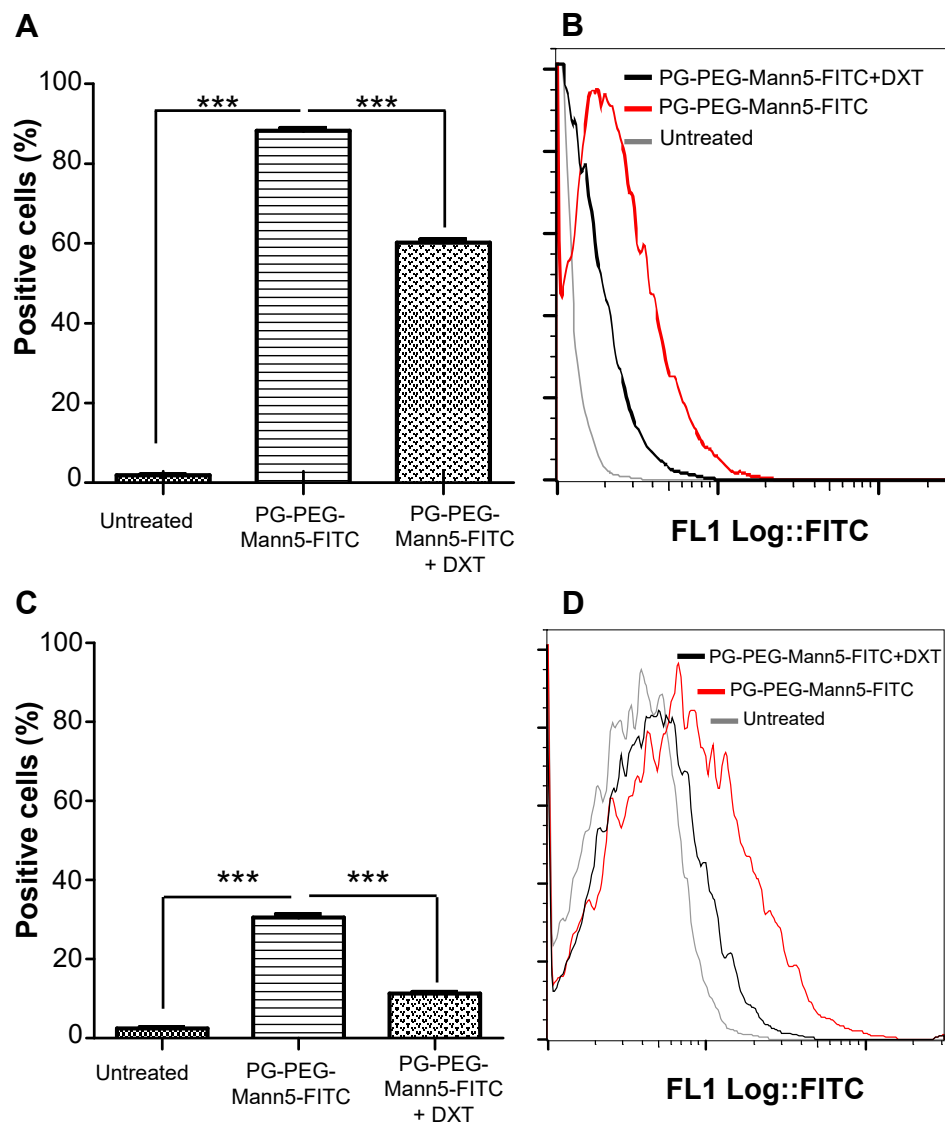 A
Positive cells (%)
100
80
60
40
20
0
***
***
Untreated
PG-PEG-
Mann5-FITC
PG-PEG-
Mann5-FITC
+ DXT
B
PG-PEG-Mann5-FITC+DXT
PG-PEG-Mann5-FITC
Untreated
FL1 Log::FITC
C
Positive cells (%)
100
80
60
40
20
0
***
***
Untreated
PG-PEG-
Mann5-FITC
PG-PEG-
Mann5-FITC
+ DXT
D
PG-PEG-Mann5-FITC+DXT
PG-PEG-Mann5-FITC
Untreated
FL1 Log::FITC